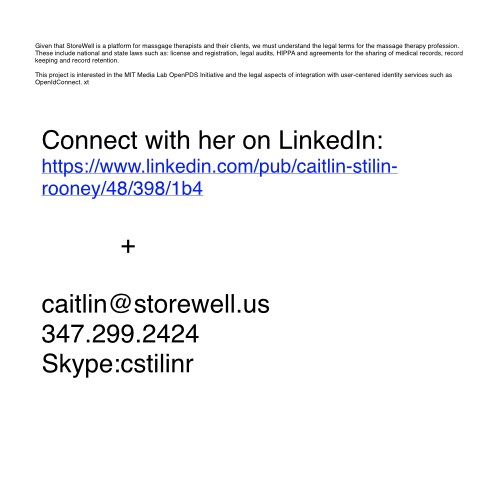 Given that StoreWell is a platform for massgage therapists and their clients, we must understand the legal terms for the massage therapy profession.
These include national and state laws such as: license and registration, legal audits, HIPPA and agreements for the sharing of medical records, record
keeping and record retention.
This project is interested in the MIT Media Lab OpenPDS Initiative and the legal aspects of integration with user-centered identity services such as
OpenIdConnect. xt
Connect with her on LinkedIn:
https://www.linkedin.com/pub/caitlin-stilin-
rooney/48/398/1b4
+
caitlin@storewell.us
347.299.2424
Skype:cstilinr